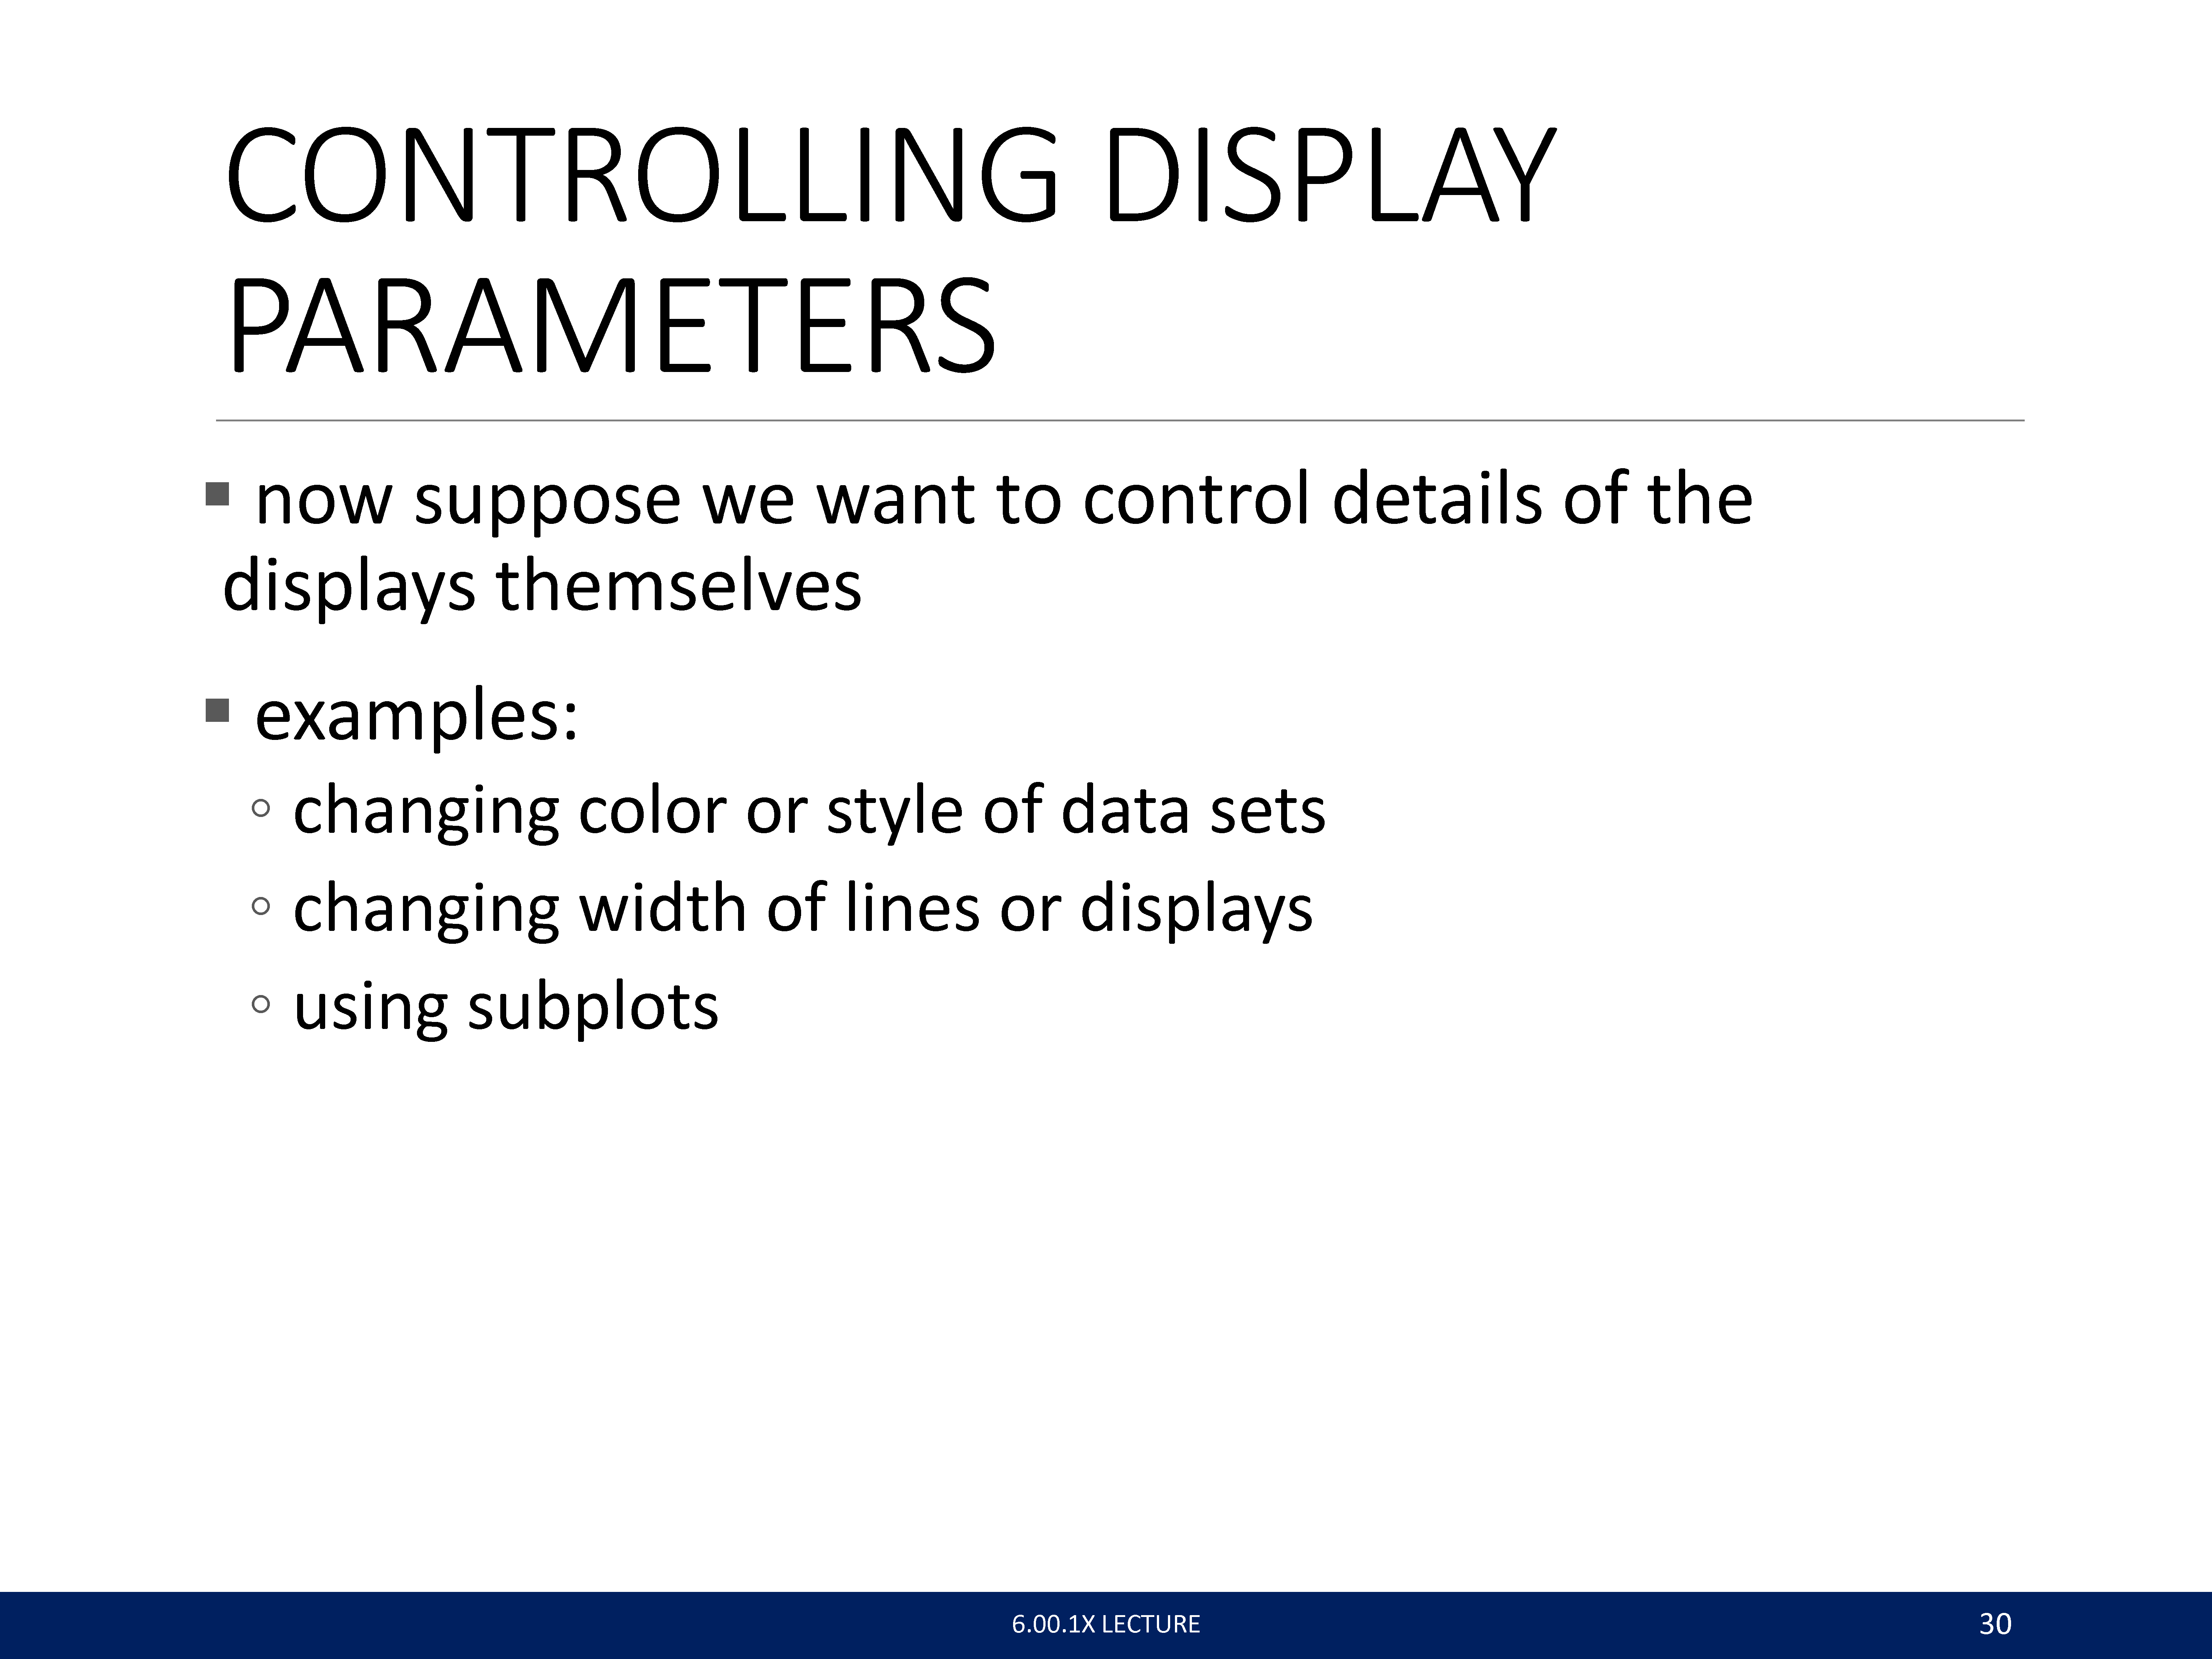 CONTROLLING DISPLAY
PARAMETERS
▪ now suppose we want to control details of the
displays themselves
▪ examples:
◦ changing color or style of data sets
◦ changing width of lines or displays
◦ using subplots
6.00.1X LECTURE
30